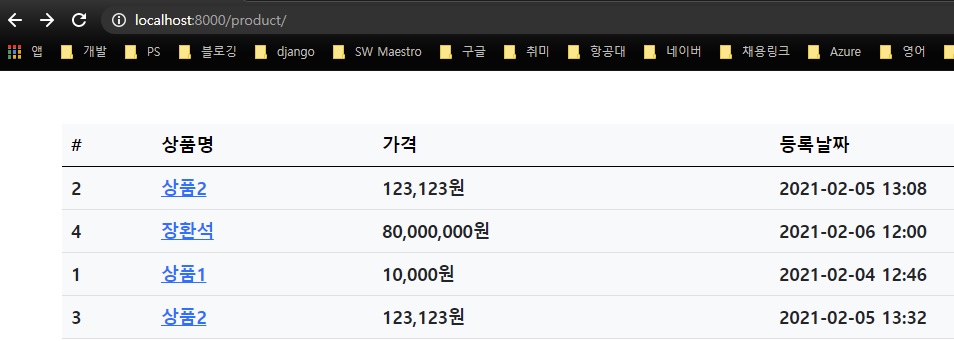 localhost:8000/product/
앱 개발 PS 블로깅 django SW Maestro 구글 취미 항공대 네이버 채용링크 Azure 영어
# 상품명 가격 등록날짜
2 상품2 123,123원 2021-02-05 13:08
4 장환석 80,000,000원 2021-02-06 12:00
1 상품1 10,000원 2021-02-04 12:46
3 상품2 123,123원 2021-02-05 13:32